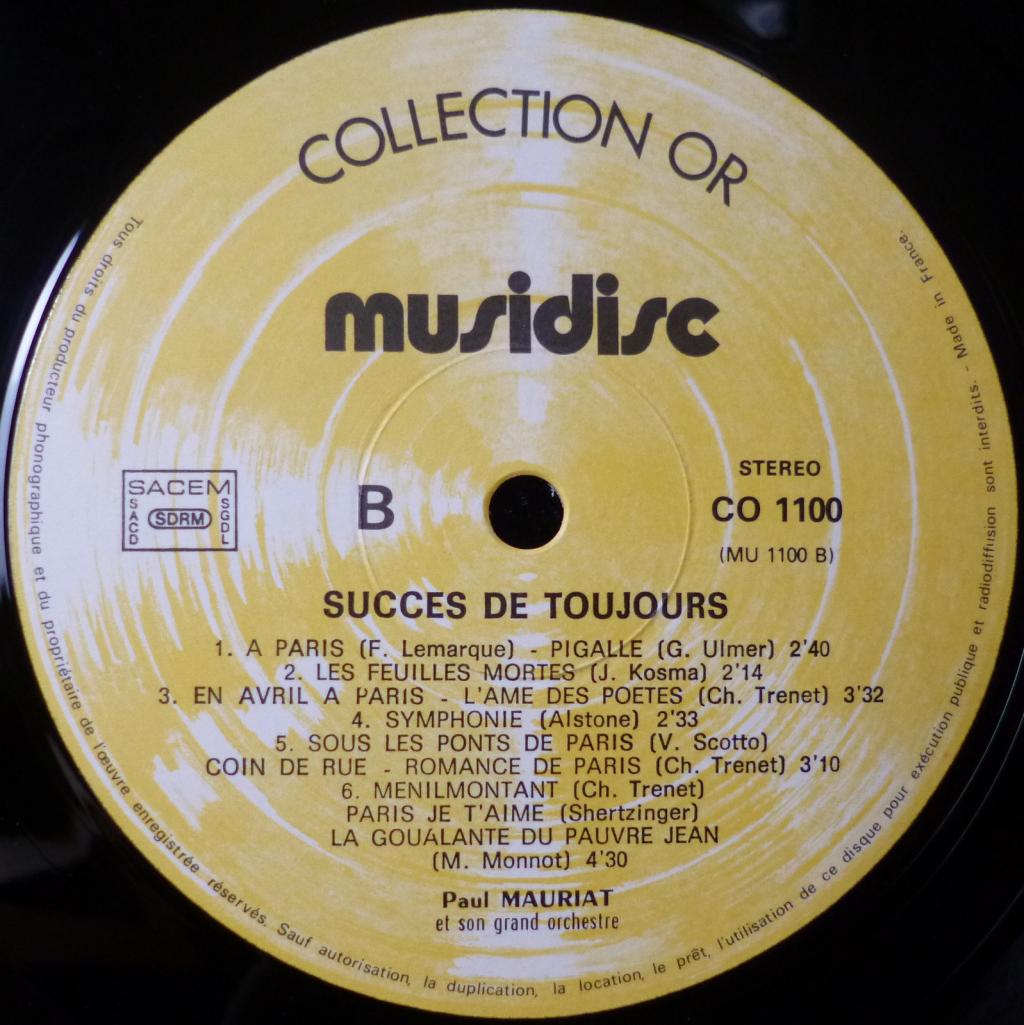 COLLECTION OR
musidisc
SACEM
SACD
SDRM
SGDL
B
STEREO
CO 1100
(MU 1100 B)
SUCCES DE TOUJOURS
1. A PARIS (F. Lemarque) - PIGALLE (G. Ulmer) 2'40
2. LES FEUILLES MORTES (J. Kosma) 2'14
3. EN AVRIL A PARIS - L'AME DES POETES (Ch. Trenet) 3'32
4. SYMPHONIE (Alstone) 2'33
5. SOUS LES PONTS DE PARIS (V. Scotto)
COIN DE RUE - ROMANCE DE PARIS (Ch. Trenet) 3'10
6. MENILMONTANT (Ch. Trenet)
PARIS JE T'AIME (Shertzinger)
LA GOUALANTE DU PAUVRE JEAN
(M. Monnot) 4'30
Paul MAURIAT
et son grand orchestre
Tous droits du producteur phonographique et du propriétaire de l'œuvre enregistrée réservés. Sauf autorisation, la duplication, la location, le prêt, l'utilisation de ce disque pour exécution publique et radiodiffusion sont interdits. - Made in France.